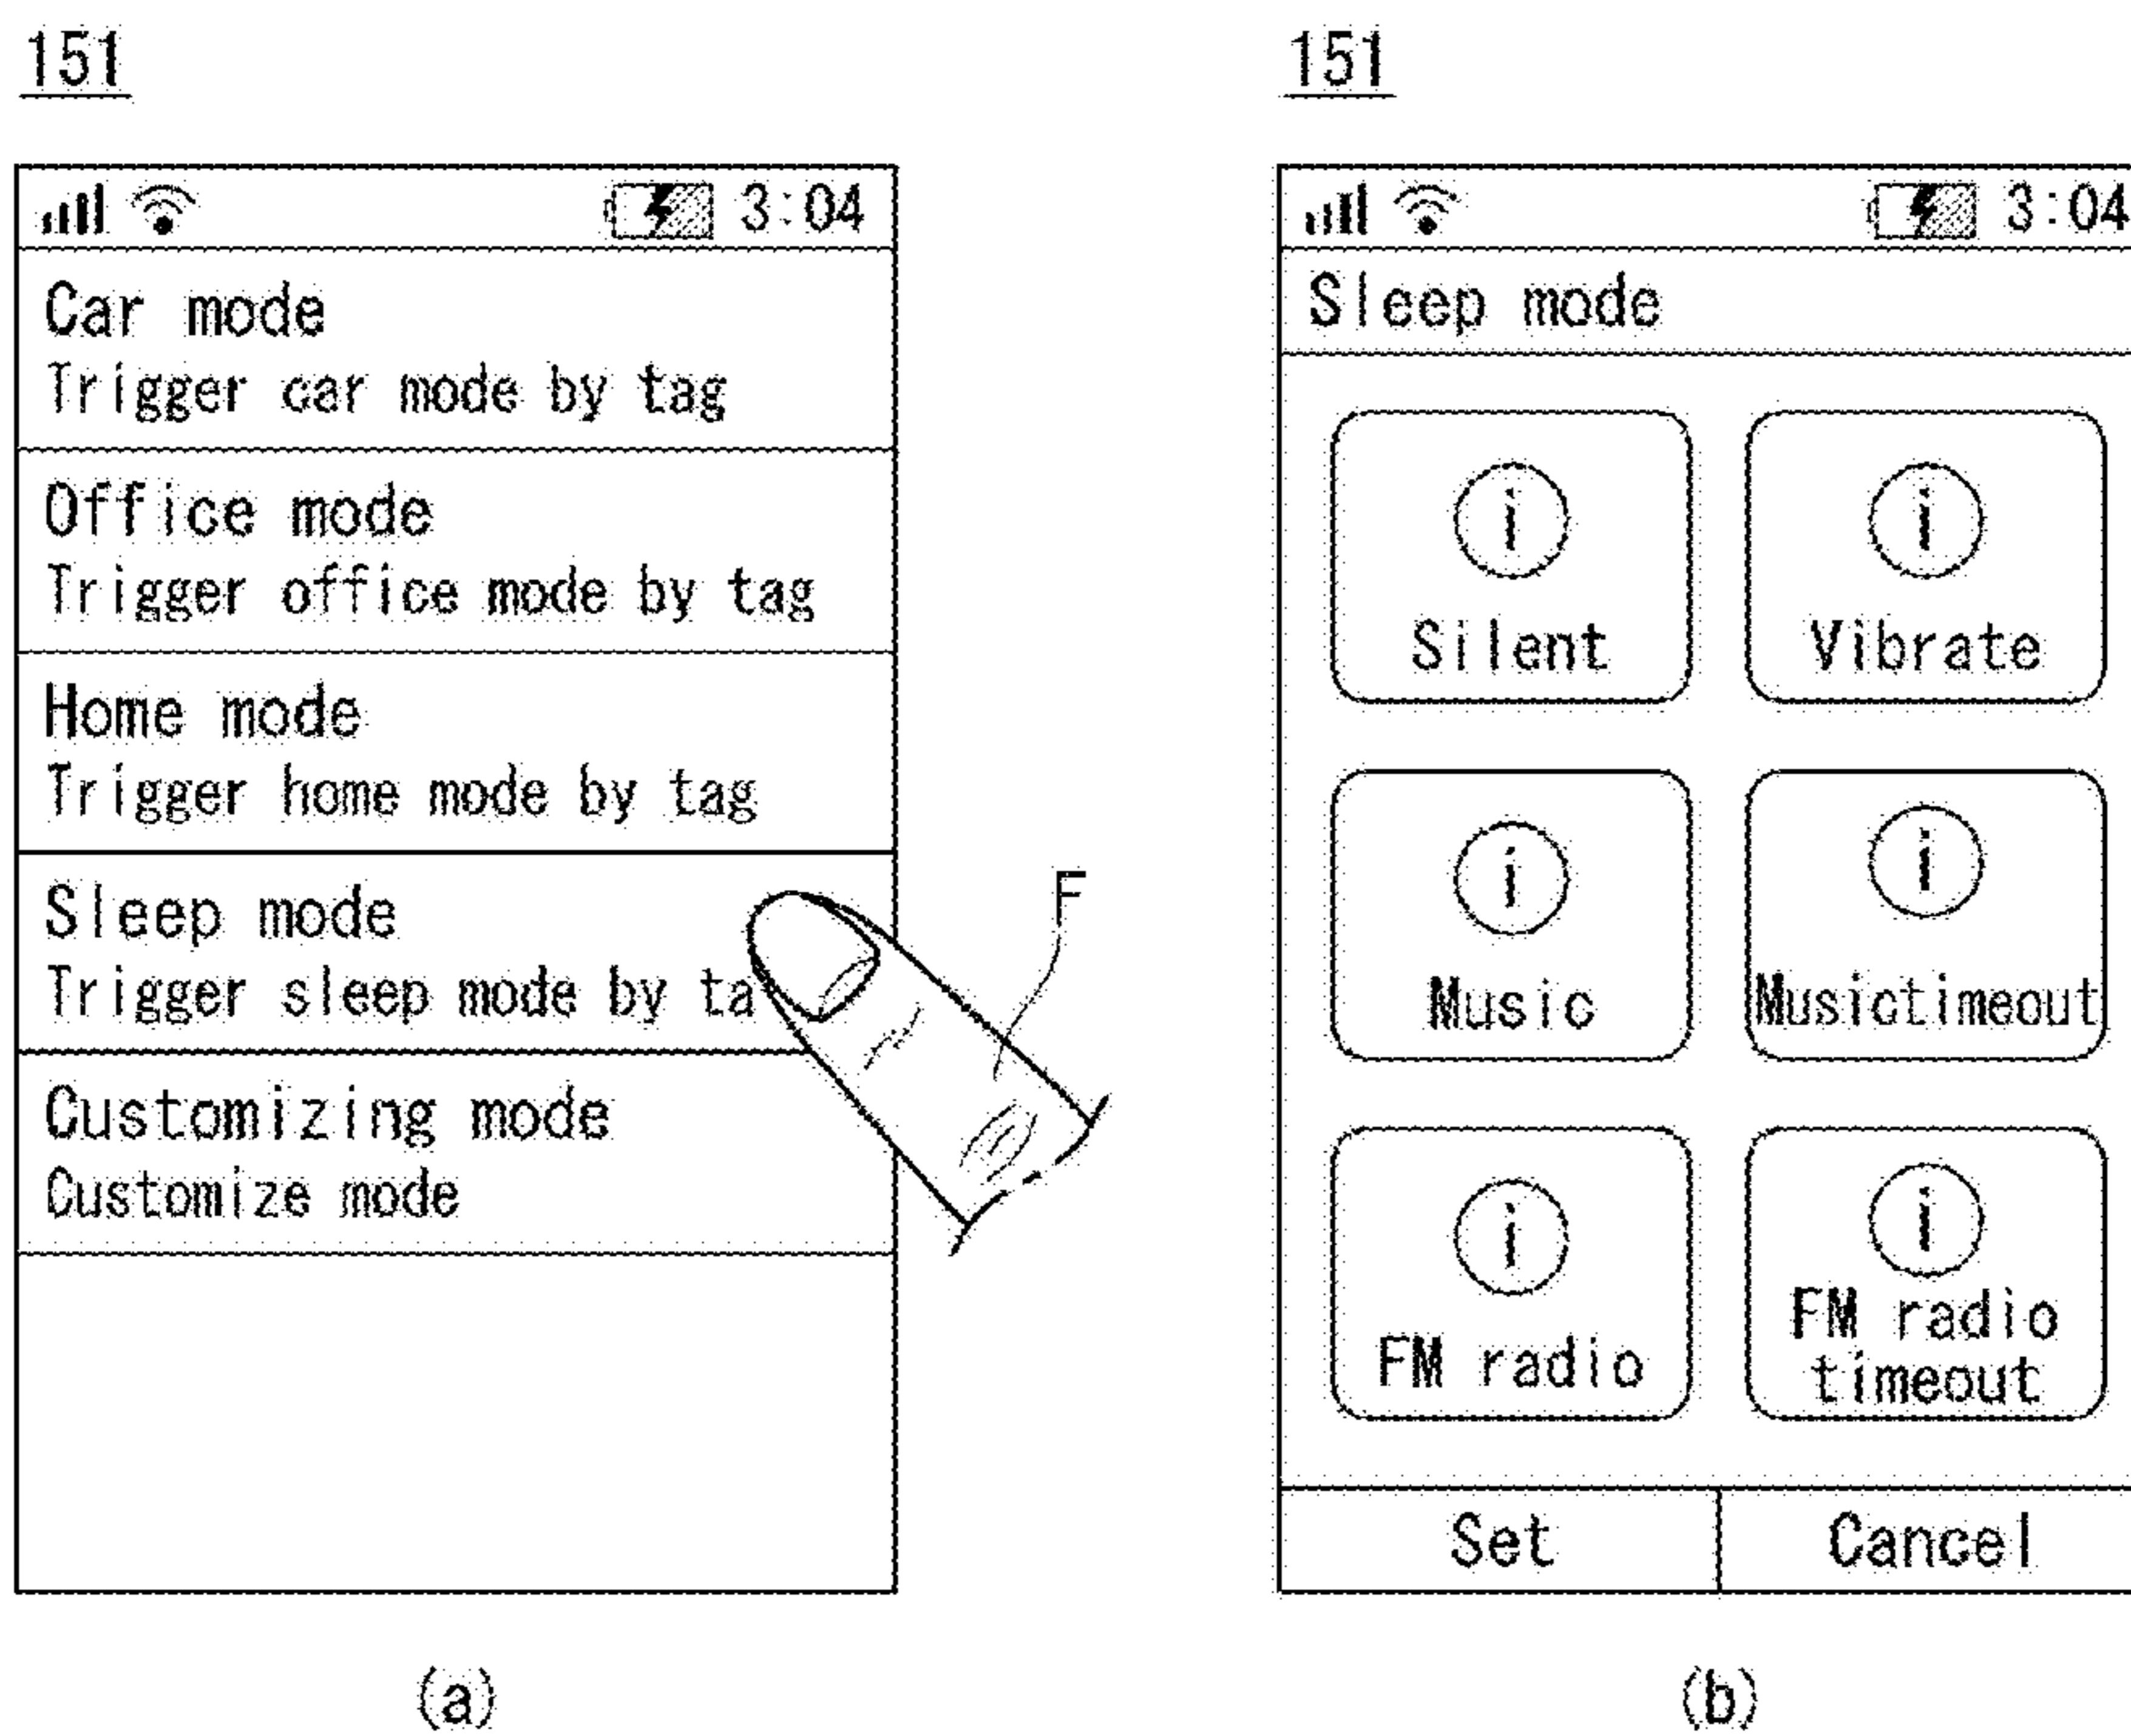 151
3:04
Car mode
Trigger car mode by tag
Office mode
Trigger office mode by tag
Home mode
Trigger home mode by tag
Sleep mode
Trigger sleep mode by ta
F
Customizing mode
Customize mode
(a)
151
3:04
Sleep mode
i
i
Silent
Vibrate
i
i
Music
Musictimeout
i
i
FM radio
FM radio
timeout
Set
Cancel
(b)